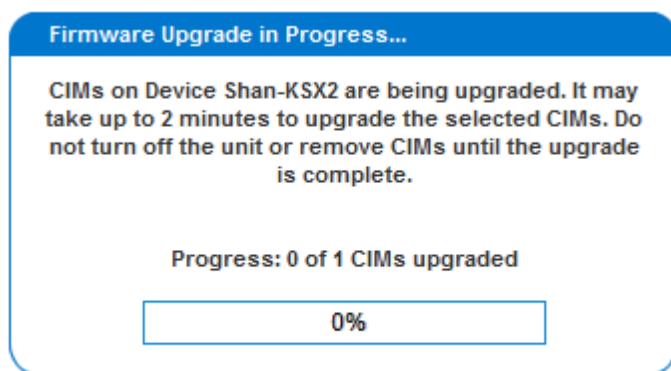 Firmware Upgrade in Progress...
CIMs on Device Shan-KSX2 are being upgraded. It may
take up to 2 minutes to upgrade the selected CIMs. Do
not turn off the unit or remove CIMs until the upgrade
is complete.
Progress: 0 of 1 CIMs upgraded
0%